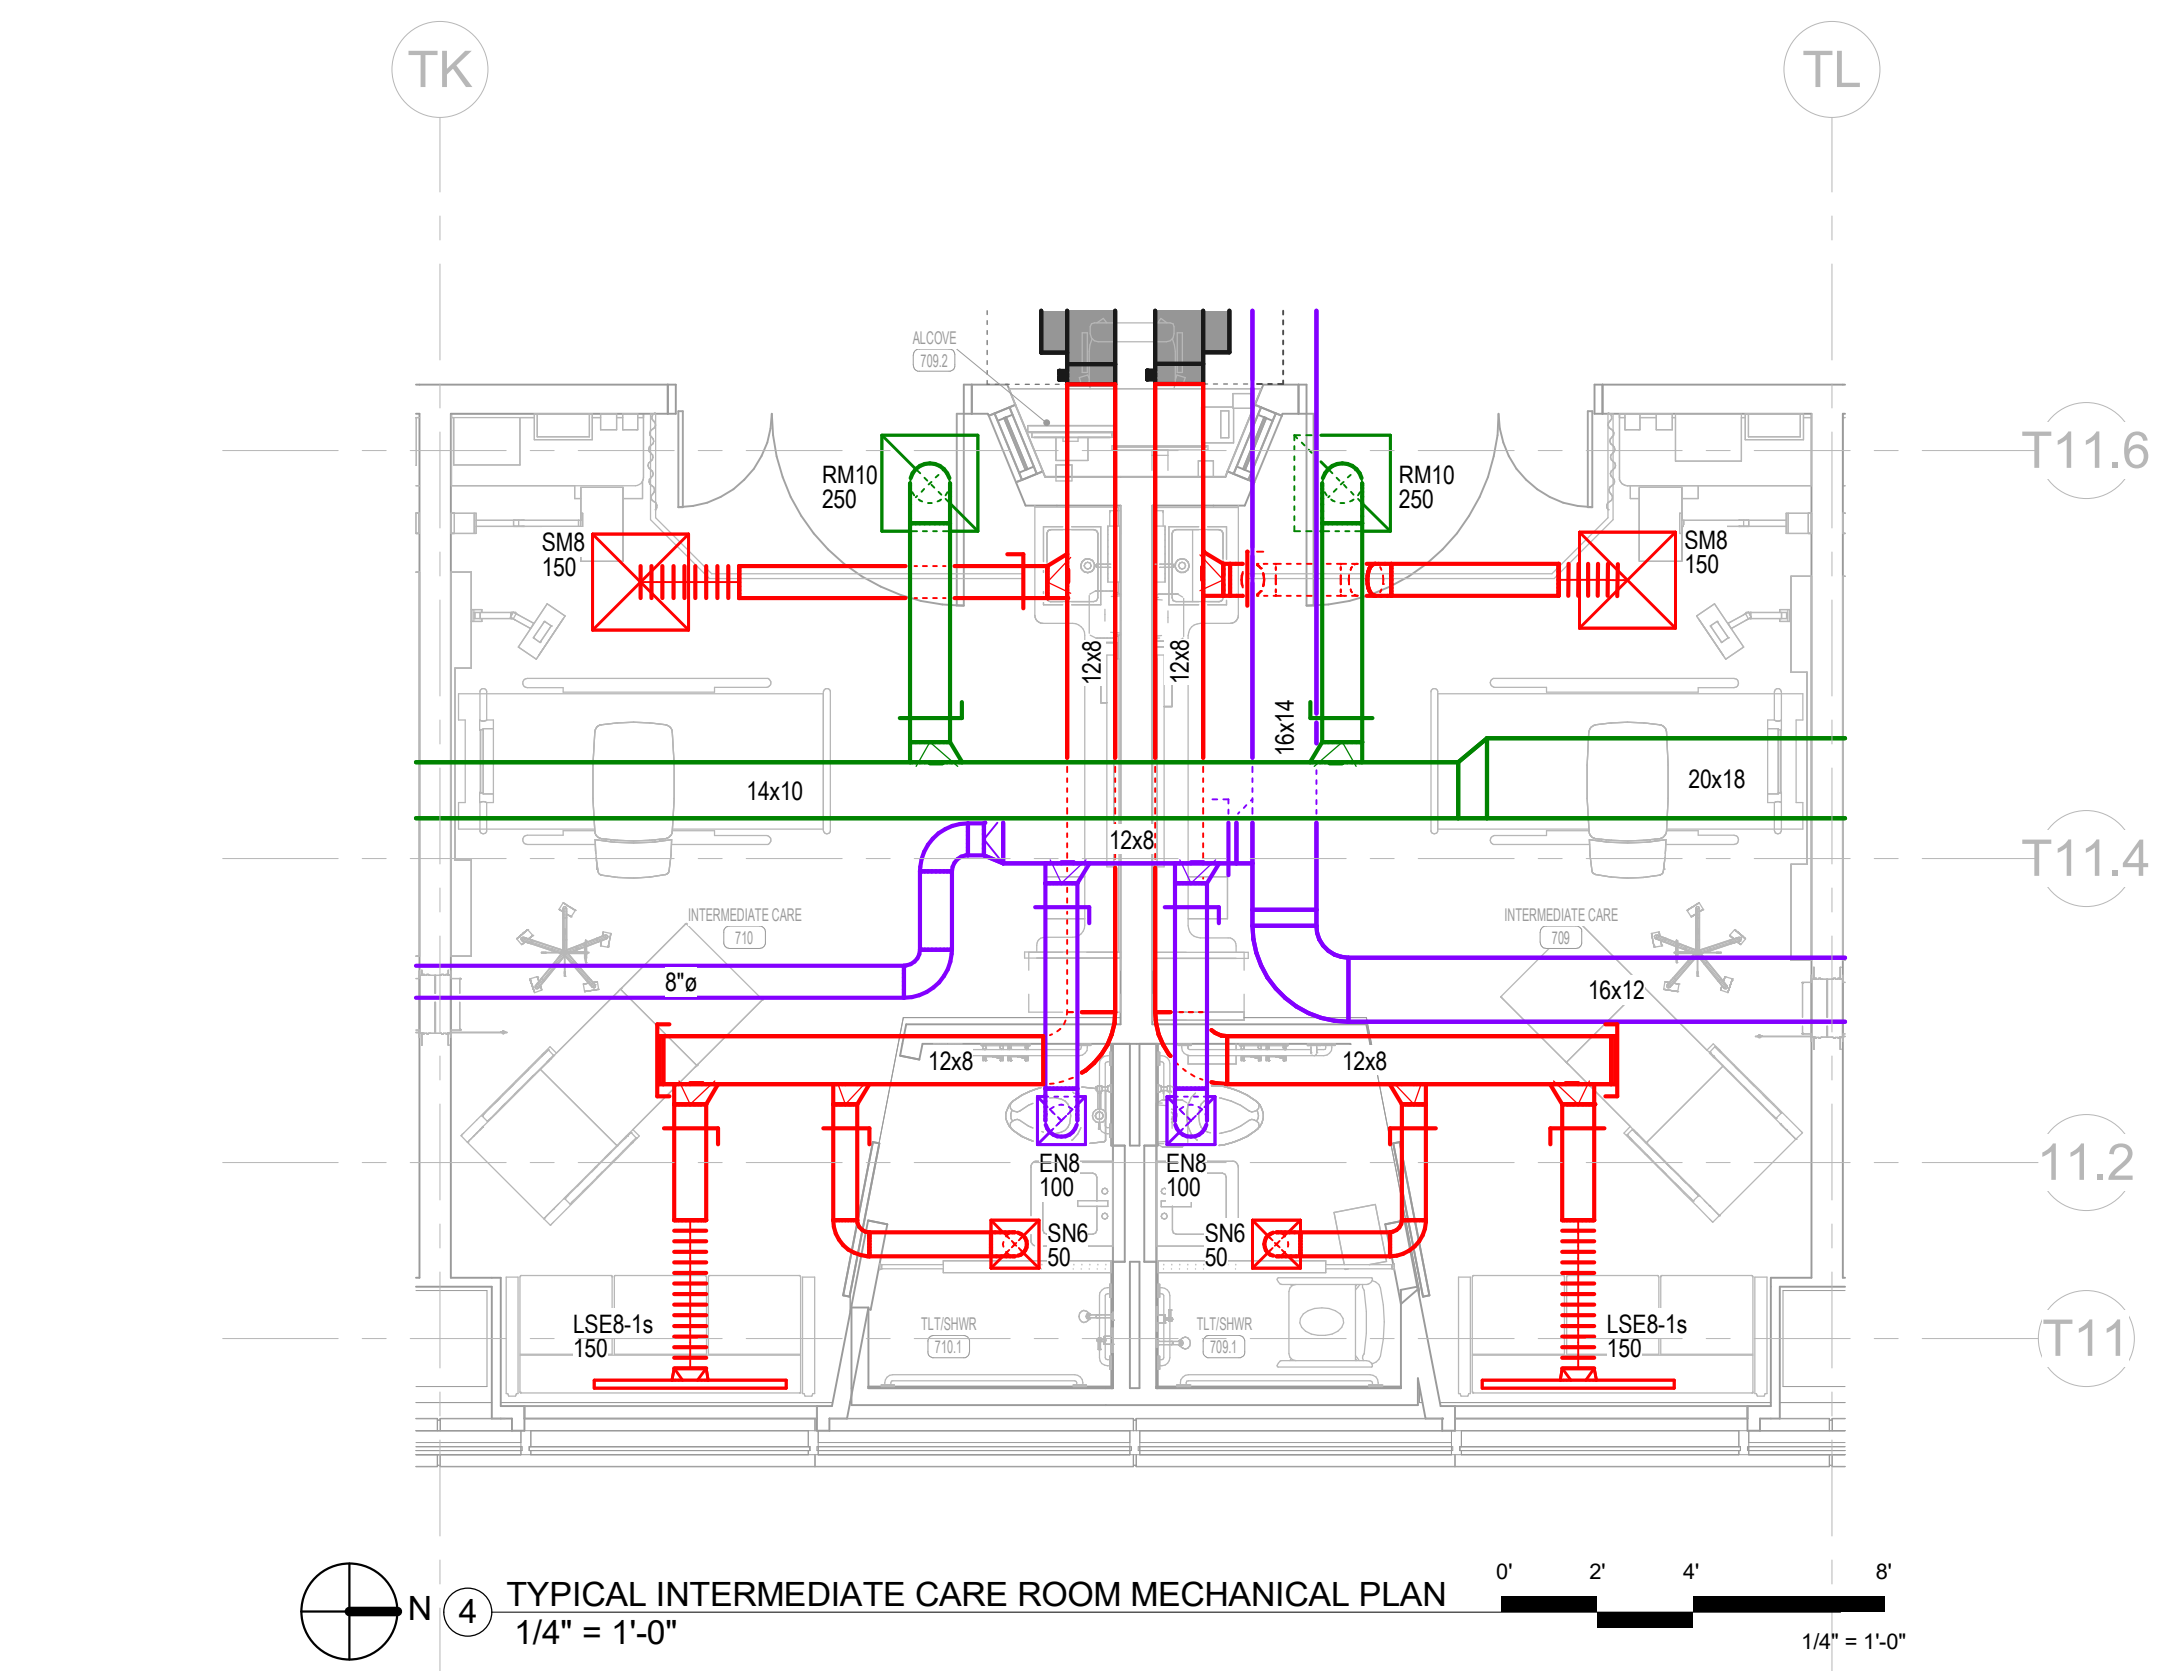 TK
TL
ALCOVE
709.2
T11.6
RM10
250
RM10
250
SM8
150
SM8
150
12x8
12x8
16x14
14x10
20x18
12x8
T11.4
INTERMEDIATE CARE
710
INTERMEDIATE CARE
709
8"ø
16x12
12x8
12x8
EN8
100
EN8
100
11.2
SN6
50
SN6
50
LSE8-1s
150
TLT/SHWR
710.1
TLT/SHWR
709.1
LSE8-1s
150
T11
N
4
TYPICAL INTERMEDIATE CARE ROOM MECHANICAL PLAN
1/4" = 1'-0"
0' 2' 4' 8'
1/4" = 1'-0"